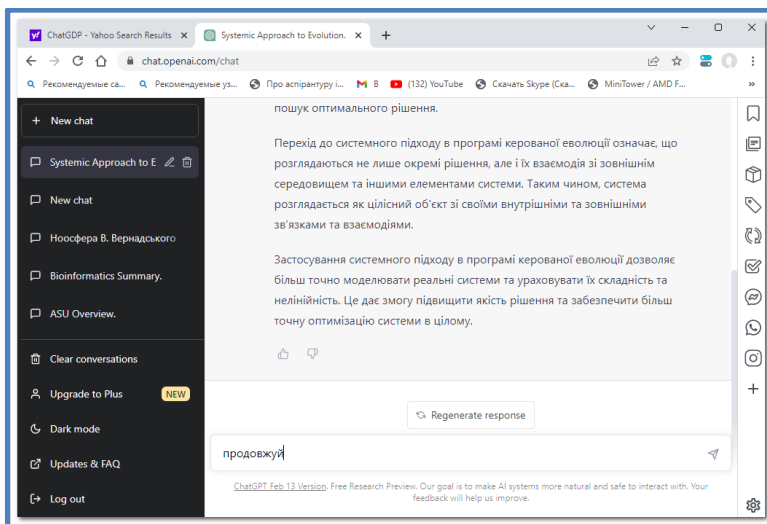 ChatGDP - Yahoo Search Results
Systemic Approach to Evolution.
chat.openai.com/chat
Рекомендуемые са...
Рекомендуемые уз...
Про аспірантуру і...
В
(132) YouTube
Скачать Skype (Ска...
MiniTower / AMD F...
New chat
Systemic Approach to E
New chat
Ноосфера В. Вернадського
Bioinformatics Summary.
ASU Overview.
Clear conversations
Upgrade to Plus NEW
Dark mode
Updates & FAQ
Log out
пошук оптимального рішення.
Перехід до системного підходу в програмі керованої еволюції означає, що
розглядаються не лише окремі рішення, але і їх взаємодія зі зовнішнім
середовищем та іншими елементами системи. Таким чином, система
розглядається як цілісний об'єкт зі своїми внутрішніми та зовнішніми
зв'язками та взаємодіями.
Застосування системного підходу в програмі керованої еволюції дозволяє
більш точно моделювати реальні системи та ураховувати їх складність та
нелінійність. Це дає змогу підвищити якість рішення та забезпечити більш
точну оптимізацію системи в цілому.
Regenerate response
продовжуй
ChatGPT Feb 13 Version. Free Research Preview. Our goal is to make AI systems more natural and safe to interact with. Your
feedback will help us improve.